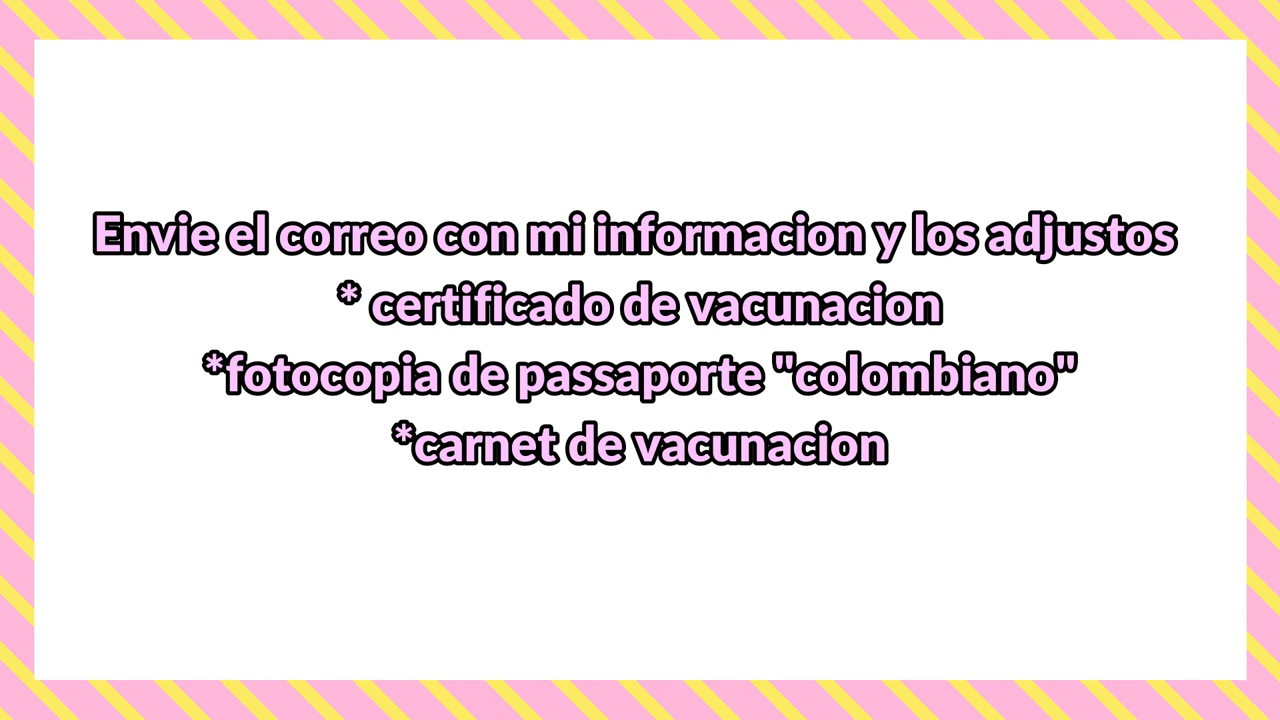 Envie el correo con mi informacion y los adjustos
* certificado de vacunacion
*fotocopia de passaporte "colombiano"
*carnet de vacunacion